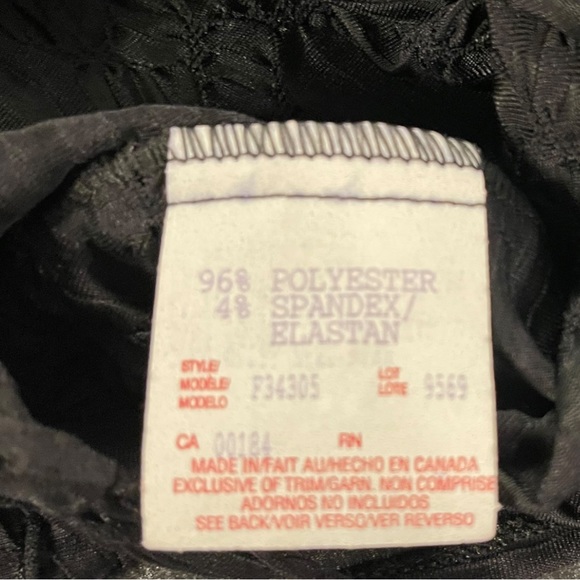 96% POLYESTER
4% SPANDEX/
ELASTAN
STYLE/
MODÈLE/
MODELO
F34305
LOT
LOTE
9569
CA 00184 RN
MADE IN/FAIT AU/HECHO EN CANADA
EXCLUSIVE OF TRIM/GARN. NON COMPRISE
ADORNOS NO INCLUIDOS
SEE BACK/VOIR VERSO/VER REVERSO